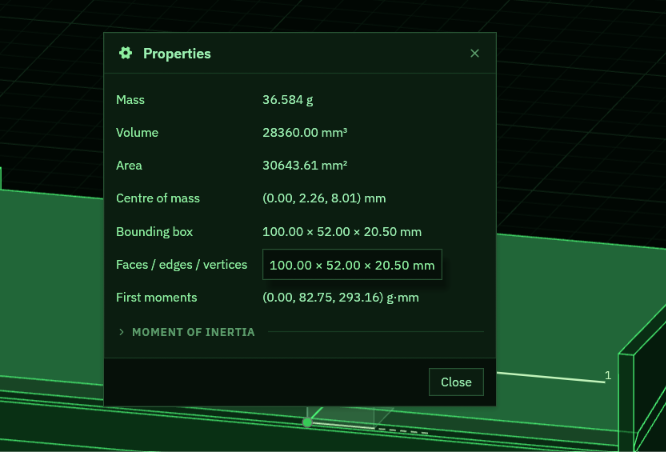 Properties
Mass 36.584 g
Volume 28360.00 mm³
Area 30643.61 mm²
Centre of mass (0.00, 2.26, 8.01) mm
Bounding box 100.00 × 52.00 × 20.50 mm
Faces / edges / vertices 100.00 × 52.00 × 20.50 mm
First moments (0.00, 82.75, 293.16) g·mm
MOMENT OF INERTIA
1
Close